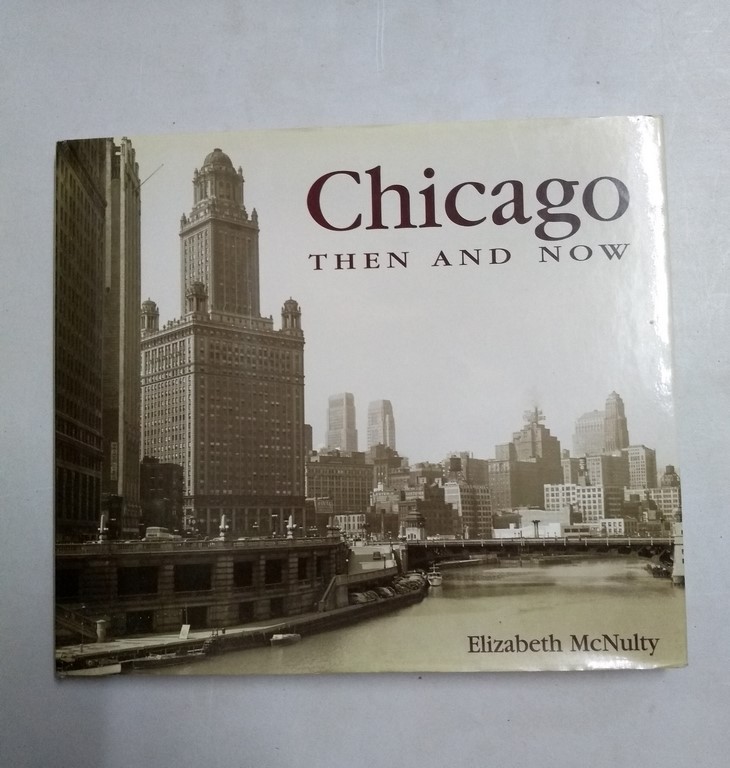 Chicago
THEN AND NOW
Elizabeth McNulty